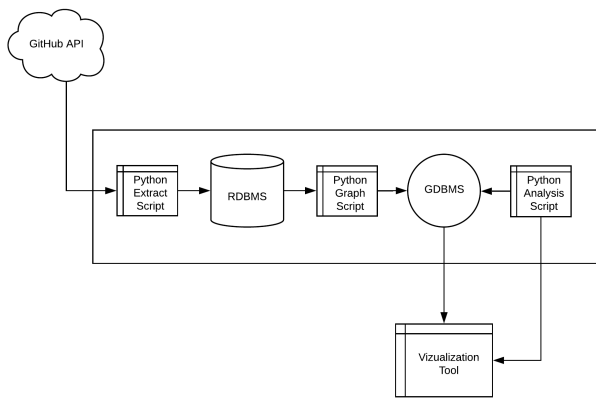 GitHub API
Python
Extract
Script
RDBMS
Python
Graph
Script
GDBMS
Python
Analysis
Script
Vizualization
Tool